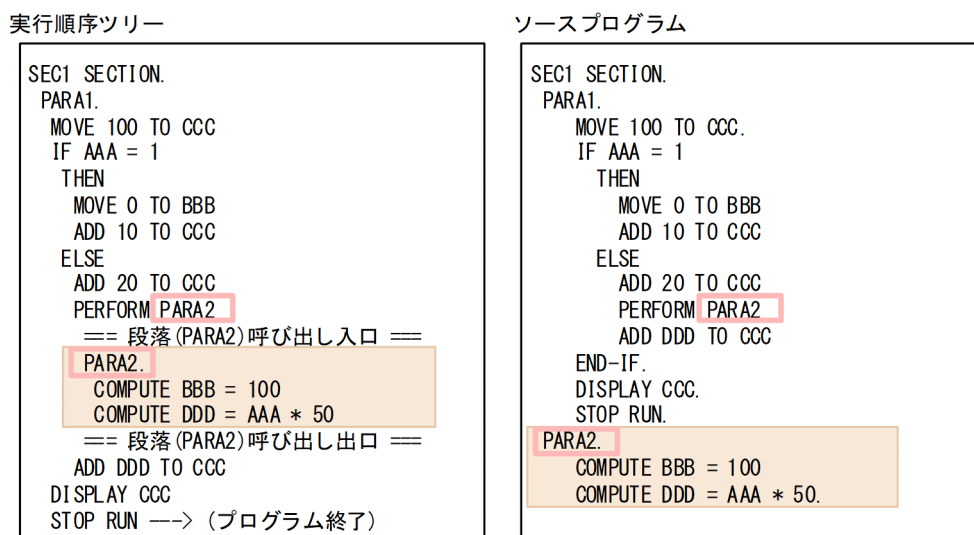 実行順序ツリー
SEC1 SECTION.
PARA1.
MOVE 100 TO CCC
IF AAA = 1
THEN
MOVE 0 TO BBB
ADD 10 TO CCC
ELSE
ADD 20 TO CCC
PERFORM PARA2
=== 段落(PARA2)呼び出し入口 ===
PARA2.
COMPUTE BBB = 100
COMPUTE DDD = AAA * 50
=== 段落(PARA2)呼び出し出口 ===
ADD DDD TO CCC
DISPLAY CCC
STOP RUN ---> (プログラム終了)
ソースプログラム
SEC1 SECTION.
PARA1.
MOVE 100 TO CCC.
IF AAA = 1
THEN
MOVE 0 TO BBB
ADD 10 TO CCC
ELSE
ADD 20 TO CCC
PERFORM PARA2
ADD DDD TO CCC
END-IF.
DISPLAY CCC.
STOP RUN.
PARA2.
COMPUTE BBB = 100
COMPUTE DDD = AAA * 50.